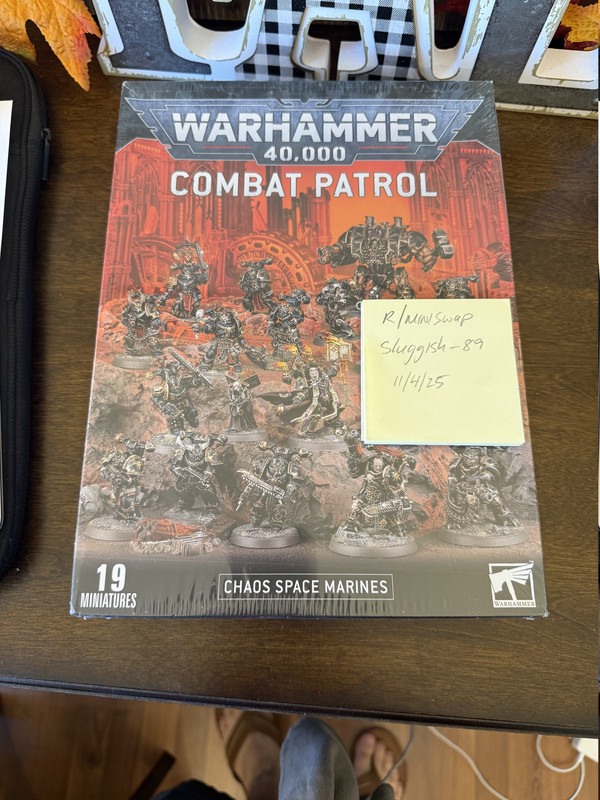 WARHAMMER
40,000
COMBAT PATROL
R/miniswap
Sluggish-89
11/4/25
19
MINIATURES
CHAOS SPACE MARINES
WARHAMMER